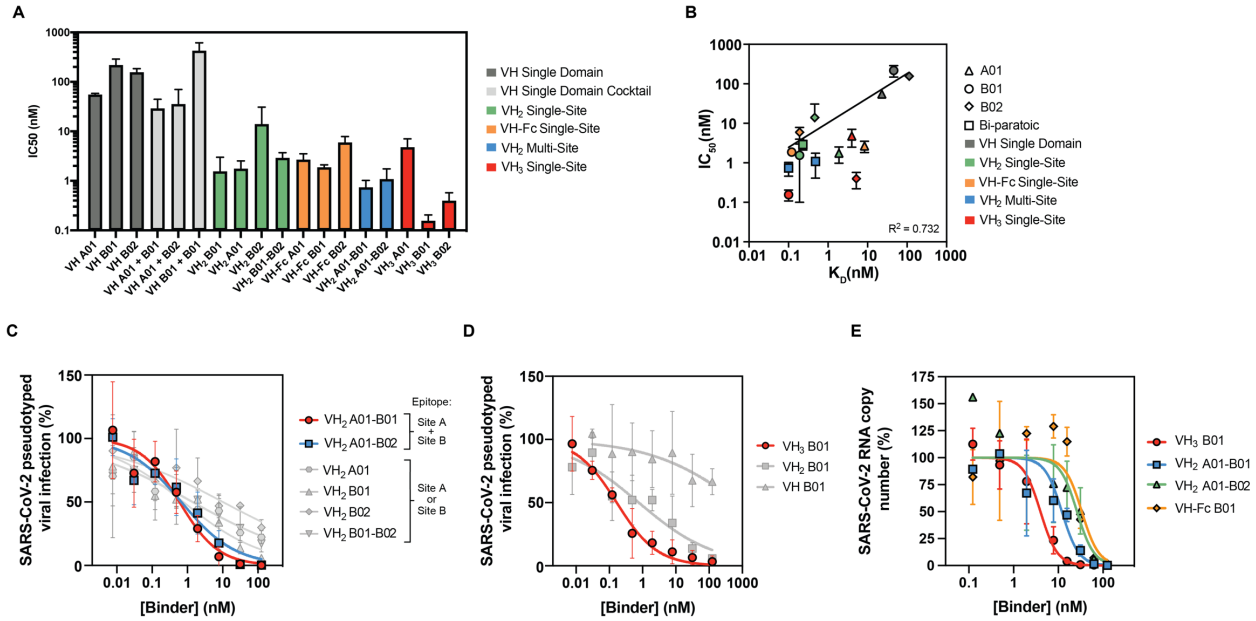 A
IC50 (nM)
1000
100
10
1
0.1
VH A01
VH B01
VH B02
VH A01 + B01
VH A01 + B02
VH B01 + B01
VH₂ B01
VH₂ A01
VH₂ B02
VH₂ B01-B02
VH-Fc A01
VH-Fc B01
VH-Fc B02
VH₂ A01-B01
VH₂ A01-B02
VH₃ A01
VH₃ B01
VH₃ B02
VH Single Domain
VH Single Domain Cocktail
VH₂ Single-Site
VH-Fc Single-Site
VH₂ Multi-Site
VH₃ Single-Site
B
IC₅₀ (nM)
1000
100
10
1
0.1
0.01
0.01 0.1 1 10 100 1000
K_D(nM)
R² = 0.732
A01
B01
B02
Bi-paratoic
VH Single Domain
VH₂ Single-Site
VH-Fc Single-Site
VH₂ Multi-Site
VH₃ Single-Site
C
SARS-CoV-2 pseudotyped
viral infection (%)
150
100
50
0
0.01 0.1 1 10 100
[Binder] (nM)
Epitope:
VH₂ A01-B01
VH₂ A01-B02
Site A
+
Site B
VH₂ A01
VH₂ B01
VH₂ B02
VH₂ B01-B02
Site A
or
Site B
D
SARS-CoV-2 pseudotyped
viral infection (%)
150
100
50
0
0.01 0.1 1 10 100 1000
[Binder] (nM)
VH₃ B01
VH₂ B01
VH B01
E
SARS-CoV-2 RNA copy
number (%)
175
150
125
100
75
50
25
0
0.1 1 10 100
[Binder] (nM)
VH₃ B01
VH₂ A01-B01
VH₂ A01-B02
VH-Fc B01